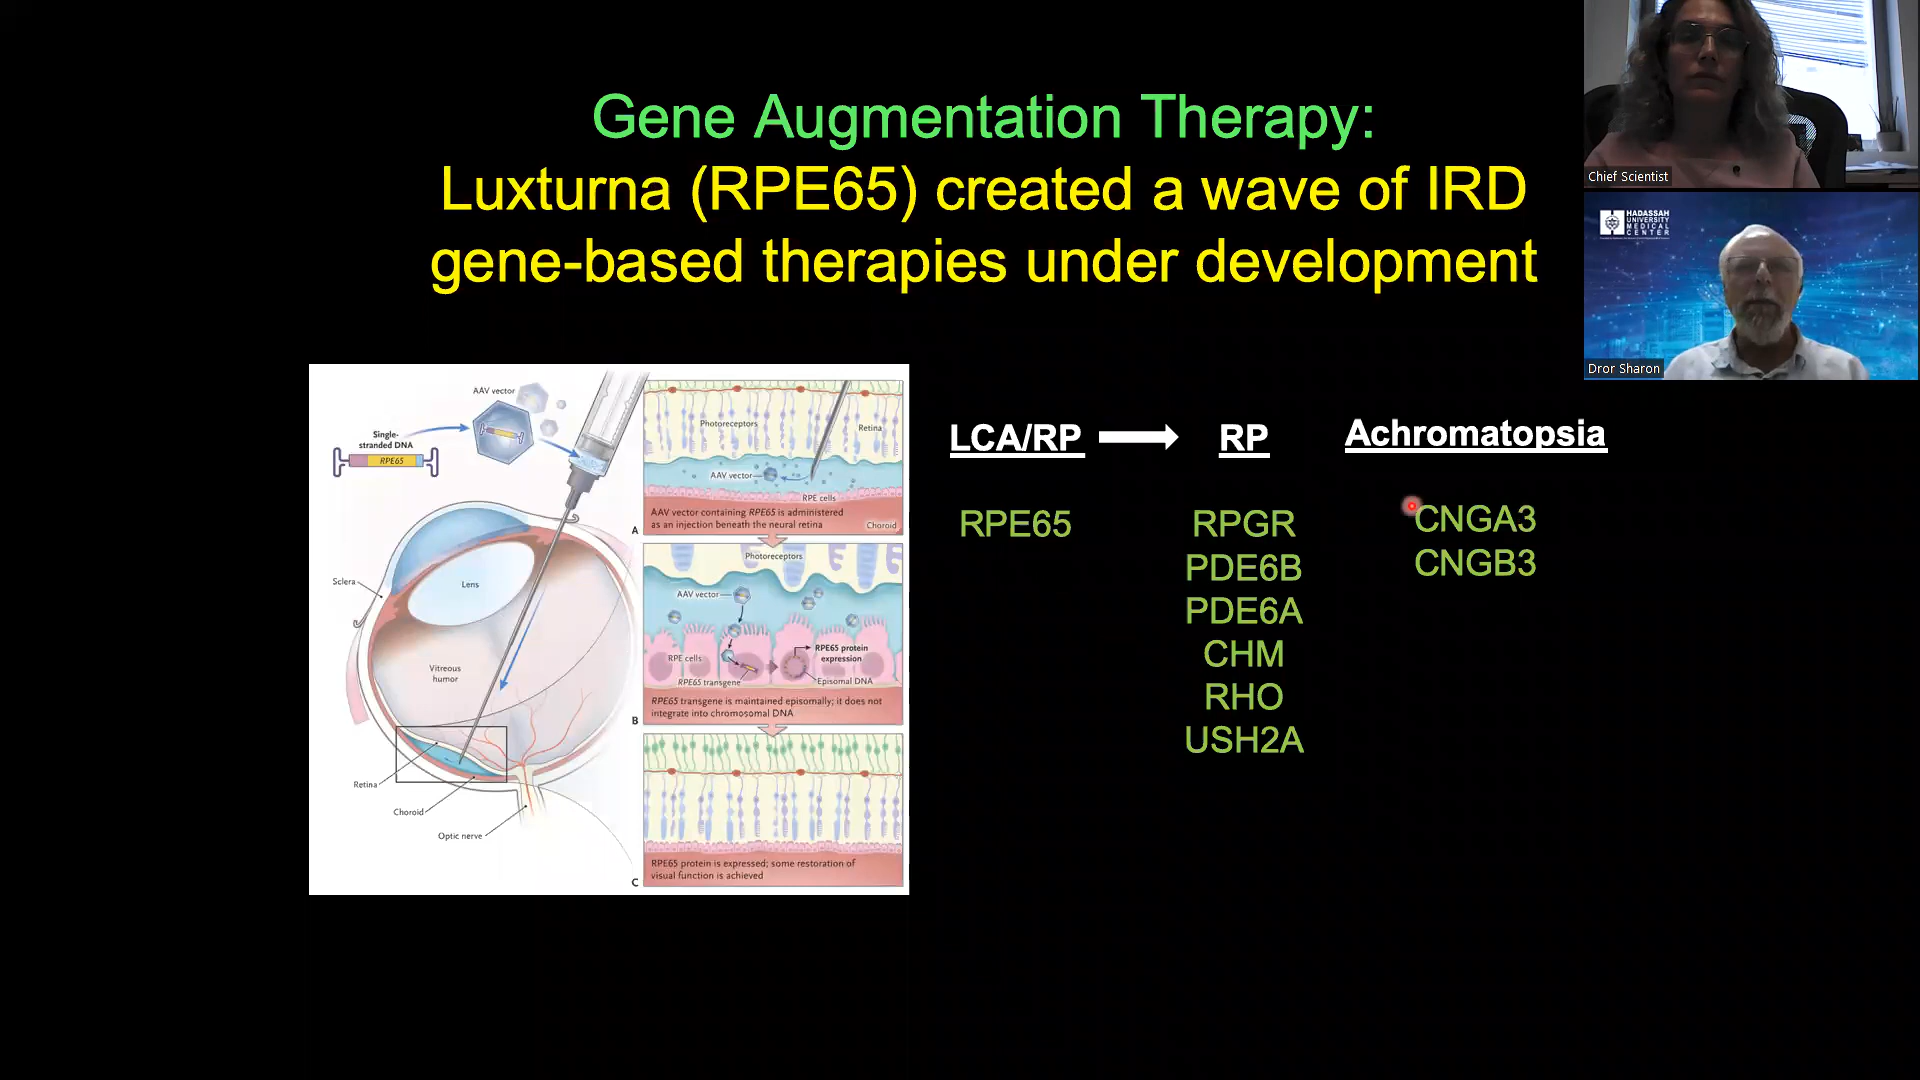 Gene Augmentation Therapy:
Luxturna (RPE65) created a wave of IRD
gene-based therapies under development
Chief Scientist
HADASSAH
UNIVERSITY
MEDICAL
CENTER
Dror Sharon
AAV vector
Single-
stranded DNA
RPE65
Sclera
Lens
Vitreous
humor
Retina
Choroid
Optic nerve
Photoreceptors
Retina
AAV vector
RPE cells
AAV vector containing RPE65 is administered
as an injection beneath the neural retina
Choroid
A
Photoreceptors
AAV vector
RPE65 protein
expression
RPE cells
RPE65 transgene
Episomal DNA
RPE65 transgene is maintained episomally; it does not
integrate into chromosomal DNA
B
RPE65 protein is expressed; some restoration of
visual function is achieved
C
LCA/RP
RPE65
RP
RPGR
PDE6B
PDE6A
CHM
RHO
USH2A
Achromatopsia
CNGA3
CNGB3